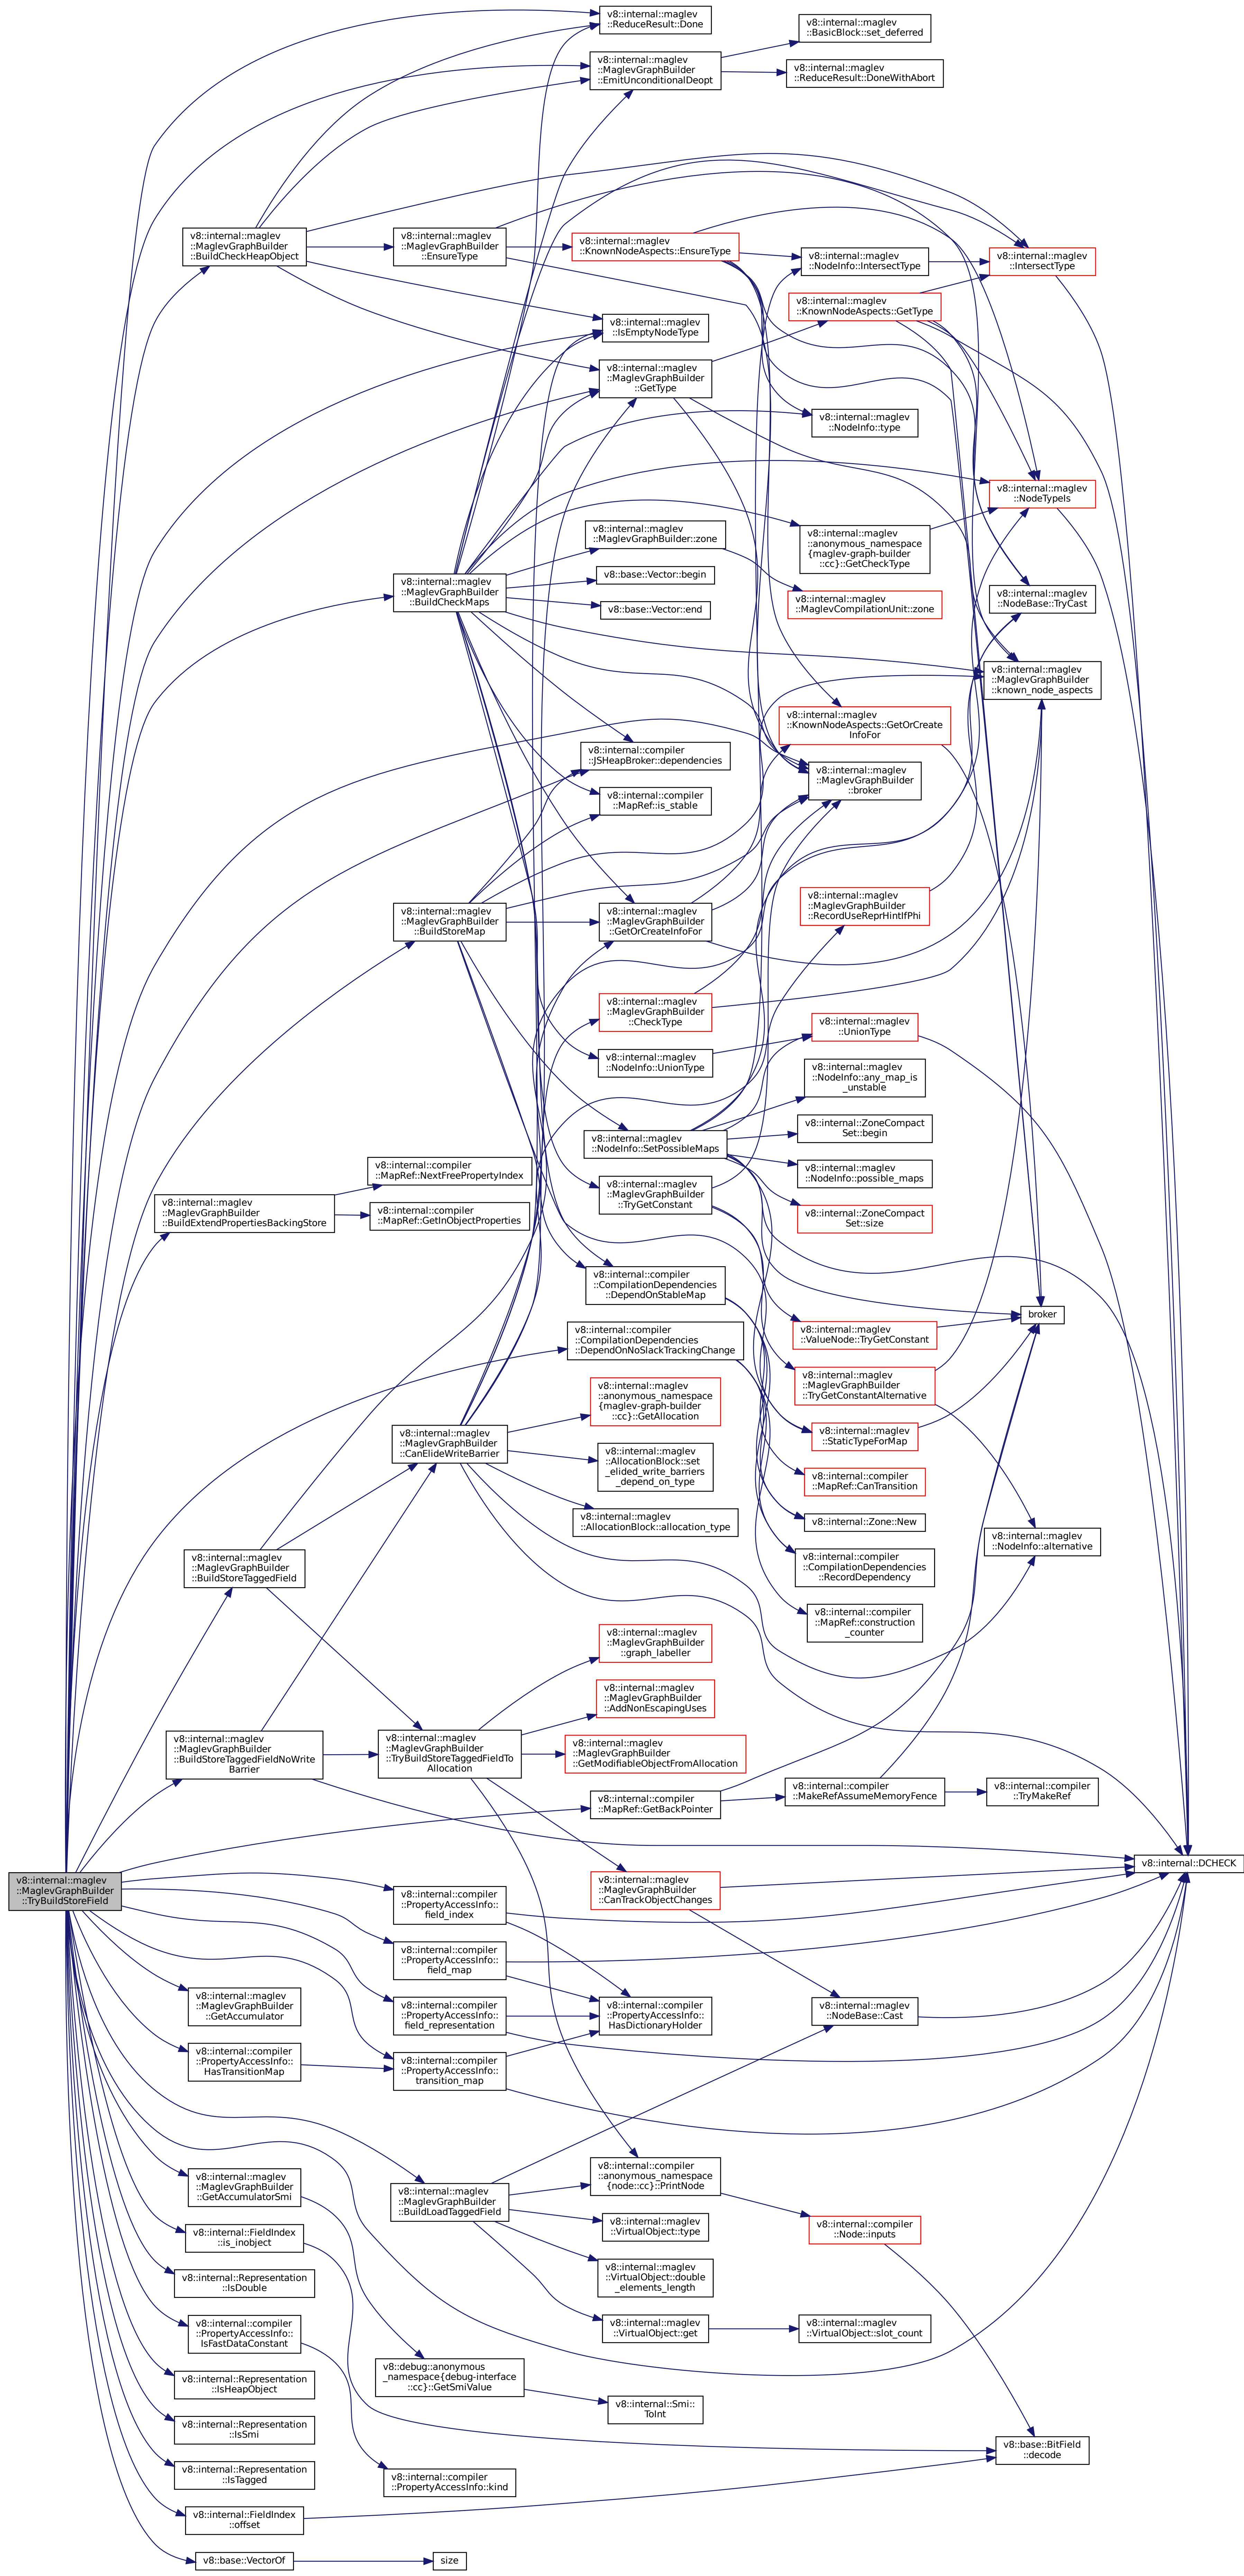 v8::internal::maglev
::ReduceResult::Done
v8::internal::maglev
::BasicBlock::set_deferred
v8::internal::maglev
::MaglevGraphBuilder
::EmitUnconditionalDeopt
v8::internal::maglev
::ReduceResult::DoneWithAbort
v8::internal::maglev
::MaglevGraphBuilder
::BuildCheckHeapObject
v8::internal::maglev
::MaglevGraphBuilder
::EnsureType
v8::internal::maglev
::KnownNodeAspects::EnsureType
v8::internal::maglev
::NodeInfo::IntersectType
v8::internal::maglev
::IntersectType
v8::internal::maglev
::KnownNodeAspects::GetType
v8::internal::maglev
::IsEmptyNodeType
v8::internal::maglev
::MaglevGraphBuilder
::GetType
v8::internal::maglev
::NodeInfo::type
v8::internal::maglev
::NodeTypeIs
v8::internal::maglev
::MaglevGraphBuilder::zone
v8::internal::maglev
::anonymous_namespace
{maglev-graph-builder
::cc}::GetCheckType
v8::internal::maglev
::MaglevGraphBuilder
::BuildCheckMaps
v8::base::Vector::begin
v8::base::Vector::end
v8::internal::maglev
::MaglevCompilationUnit::zone
v8::internal::maglev
::NodeBase::TryCast
v8::internal::maglev
::MaglevGraphBuilder
::known_node_aspects
v8::internal::maglev
::KnownNodeAspects::GetOrCreate
InfoFor
v8::internal::compiler
::JSHeapBroker::dependencies
v8::internal::maglev
::MaglevGraphBuilder
::broker
v8::internal::compiler
::MapRef::is_stable
v8::internal::maglev
::MaglevGraphBuilder
::BuildStoreMap
v8::internal::maglev
::MaglevGraphBuilder
::GetOrCreateInfoFor
v8::internal::maglev
::MaglevGraphBuilder
::RecordUseReprHintIfPhi
v8::internal::maglev
::MaglevGraphBuilder
::CheckType
v8::internal::maglev
::UnionType
v8::internal::maglev
::NodeInfo::UnionType
v8::internal::maglev
::NodeInfo::any_map_is
_unstable
v8::internal::maglev
::NodeInfo::SetPossibleMaps
v8::internal::ZoneCompact
Set::begin
v8::internal::compiler
::MapRef::NextFreePropertyIndex
v8::internal::maglev
::NodeInfo::possible_maps
v8::internal::maglev
::MaglevGraphBuilder
::TryGetConstant
v8::internal::maglev
::MaglevGraphBuilder
::BuildExtendPropertiesBackingStore
v8::internal::compiler
::MapRef::GetInObjectProperties
v8::internal::ZoneCompact
Set::size
v8::internal::compiler
::CompilationDependencies
::DependOnStableMap
broker
v8::internal::compiler
::CompilationDependencies
::DependOnNoSlackTrackingChange
v8::internal::maglev
::ValueNode::TryGetConstant
v8::internal::maglev
::MaglevGraphBuilder
::TryGetConstantAlternative
v8::internal::maglev
::anonymous_namespace
{maglev-graph-builder
::cc}::GetAllocation
v8::internal::maglev
::MaglevGraphBuilder
::CanElideWriteBarrier
v8::internal::maglev
::StaticTypeForMap
v8::internal::maglev
::AllocationBlock::set
_elided_write_barriers
_depend_on_type
v8::internal::compiler
::MapRef::CanTransition
v8::internal::maglev
::AllocationBlock::allocation_type
v8::internal::Zone::New
v8::internal::maglev
::NodeInfo::alternative
v8::internal::maglev
::MaglevGraphBuilder
::BuildStoreTaggedField
v8::internal::compiler
::CompilationDependencies
::RecordDependency
v8::internal::compiler
::MapRef::construction
_counter
v8::internal::maglev
::MaglevGraphBuilder
::graph_labeller
v8::internal::maglev
::MaglevGraphBuilder
::AddNonEscapingUses
v8::internal::maglev
::MaglevGraphBuilder
::BuildStoreTaggedFieldNoWrite
Barrier
v8::internal::maglev
::MaglevGraphBuilder
::TryBuildStoreTaggedFieldTo
Allocation
v8::internal::maglev
::MaglevGraphBuilder
::GetModifiableObjectFromAllocation
v8::internal::compiler
::MapRef::GetBackPointer
v8::internal::compiler
::MakeRefAssumeMemoryFence
v8::internal::compiler
::TryMakeRef
v8::internal::DCHECK
v8::internal::maglev
::MaglevGraphBuilder
::TryBuildStoreField
v8::internal::maglev
::MaglevGraphBuilder
::CanTrackObjectChanges
v8::internal::compiler
::PropertyAccessInfo::
field_index
v8::internal::compiler
::PropertyAccessInfo::
field_map
v8::internal::maglev
::MaglevGraphBuilder
::GetAccumulator
v8::internal::compiler
::PropertyAccessInfo::
field_representation
v8::internal::compiler
::PropertyAccessInfo::
HasDictionaryHolder
v8::internal::maglev
::NodeBase::Cast
v8::internal::compiler
::PropertyAccessInfo::
HasTransitionMap
v8::internal::compiler
::PropertyAccessInfo::
transition_map
v8::internal::maglev
::MaglevGraphBuilder
::GetAccumulatorSmi
v8::internal::maglev
::MaglevGraphBuilder
::BuildLoadTaggedField
v8::internal::compiler
::anonymous_namespace
{node::cc}::PrintNode
v8::internal::maglev
::VirtualObject::type
v8::internal::compiler
::Node::inputs
v8::internal::FieldIndex
::is_inobject
v8::internal::maglev
::VirtualObject::double
_elements_length
v8::internal::Representation
::IsDouble
v8::internal::maglev
::VirtualObject::get
v8::internal::maglev
::VirtualObject::slot_count
v8::internal::compiler
::PropertyAccessInfo::
IsFastDataConstant
v8::debug::anonymous
_namespace{debug-interface
::cc}::GetSmiValue
v8::internal::Representation
::IsHeapObject
v8::internal::Smi::
ToInt
v8::internal::Representation
::IsSmi
v8::base::BitField
::decode
v8::internal::Representation
::IsTagged
v8::internal::compiler
::PropertyAccessInfo::kind
v8::internal::FieldIndex
::offset
v8::base::VectorOf
size